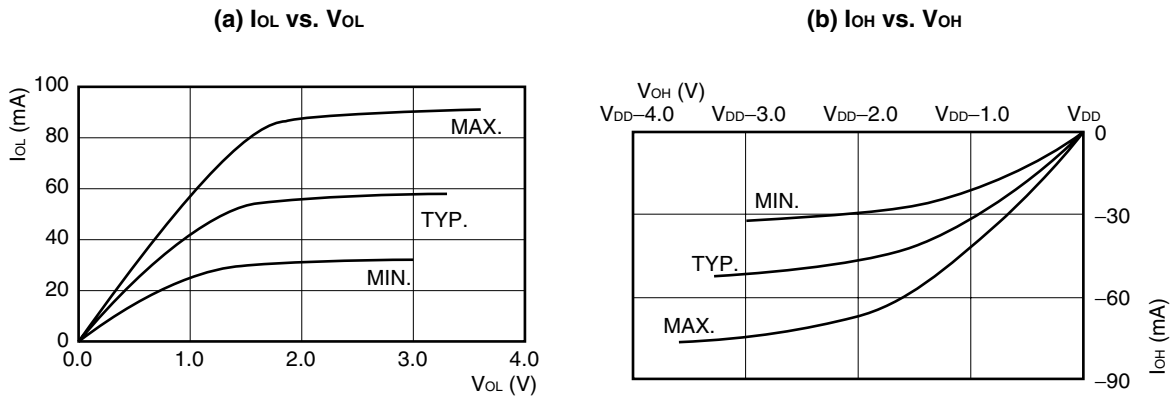 (a) IOL vs. VOL
IOL (mA)
100
80
60
40
20
0
MAX.
TYP.
MIN.
0.0 1.0 2.0 3.0 4.0
VOL (V)
(b) IOH vs. VOH
VOH (V)
VDD−4.0 VDD−3.0 VDD−2.0 VDD−1.0 VDD
0
−30
−60
−90
MIN.
TYP.
MAX.
IOH (mA)